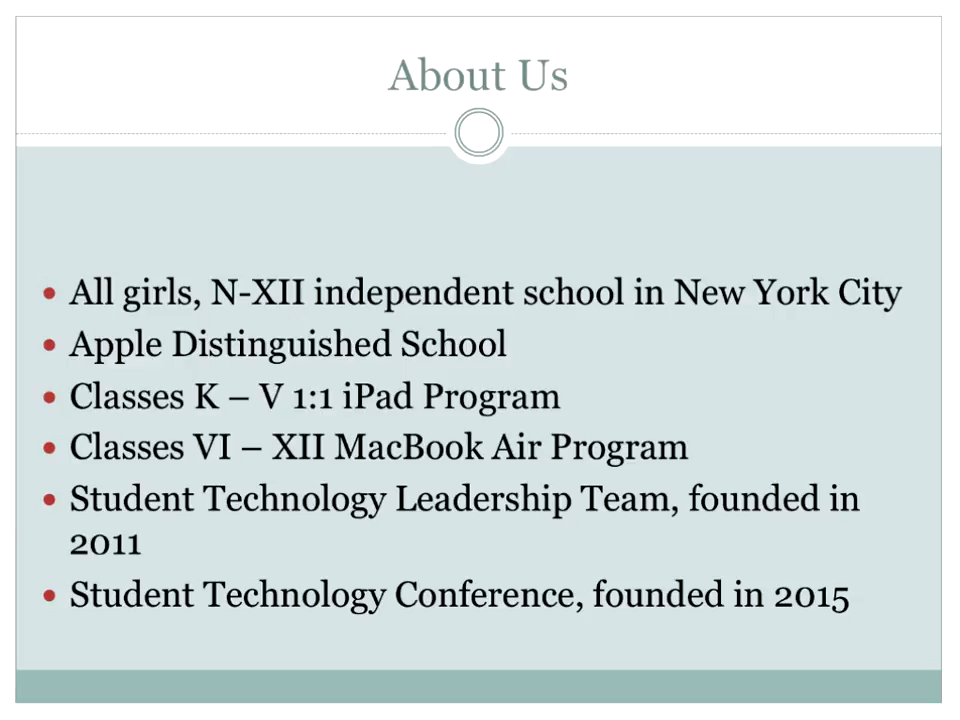 About Us
• All girls, N-XII independent school in New York City
• Apple Distinguished School
• Classes K – V 1:1 iPad Program
• Classes VI – XII MacBook Air Program
• Student Technology Leadership Team, founded in
2011
• Student Technology Conference, founded in 2015